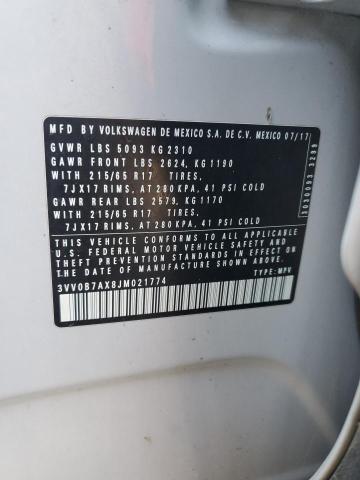 MFD BY VOLKSWAGEN DE MEXICO S.A. DE C.V. MEXICO 07/17
GVWR LBS 5093 KG 2310
GAWR FRONT LBS 2624, KG 1190
WITH 215/65 R17 TIRES,
7JX17 RIMS, AT 280 KPA, 41 PSI COLD
GAWR REAR LBS 2579, KG 1170
WITH 215/65 R17 TIRES,
7JX17 RIMS, AT 280 KPA, 41 PSI COLD
THIS VEHICLE CONFORMS TO ALL APPLICABLE
U.S. FEDERAL MOTOR VEHICLE SAFETY AND
THEFT PREVENTION STANDARDS IN EFFECT ON THE
DATE OF MANUFACTURE SHOWN ABOVE.
3VV0B7AX8JM021774 TYPE: MPV
3030093 3299